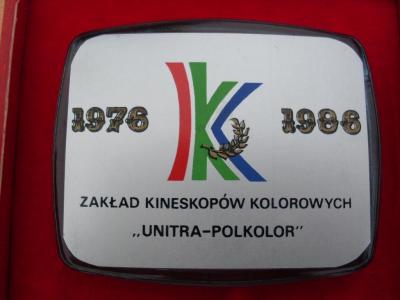 1976 1986
ZAKŁAD KINESKOPÓW KOLOROWYCH
„UNITRA-POLKOLOR”